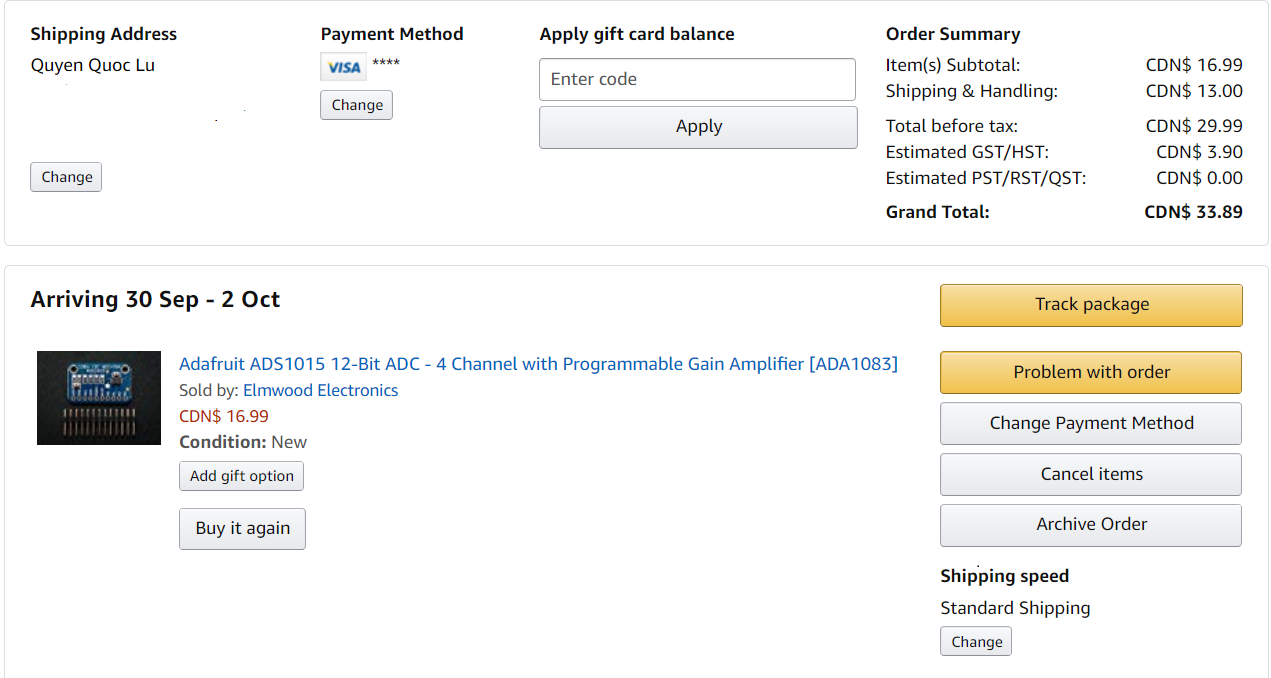 Shipping Address
Quyen Quoc Lu
Change
Payment Method
VISA ****
Change
Apply gift card balance
Enter code
Apply
Order Summary
Item(s) Subtotal: CDN$ 16.99
Shipping & Handling: CDN$ 13.00
Total before tax: CDN$ 29.99
Estimated GST/HST: CDN$ 3.90
Estimated PST/RST/QST: CDN$ 0.00
Grand Total: CDN$ 33.89
Arriving 30 Sep - 2 Oct
Adafruit ADS1015 12-Bit ADC - 4 Channel with Programmable Gain Amplifier [ADA1083]
Sold by: Elmwood Electronics
CDN$ 16.99
Condition: New
Add gift option
Buy it again
Track package
Problem with order
Change Payment Method
Cancel items
Archive Order
Shipping speed
Standard Shipping
Change